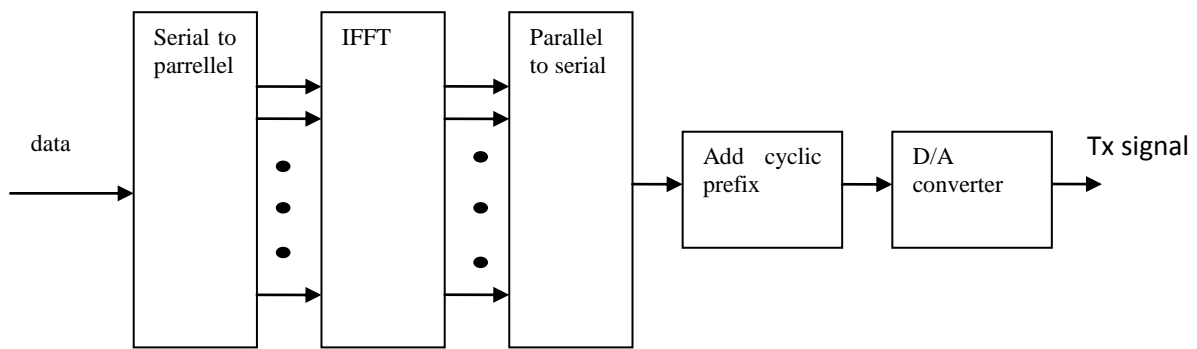 data
Serial to
parrellel
IFFT
Parallel
to serial
Add cyclic
prefix
D/A
converter
Tx signal